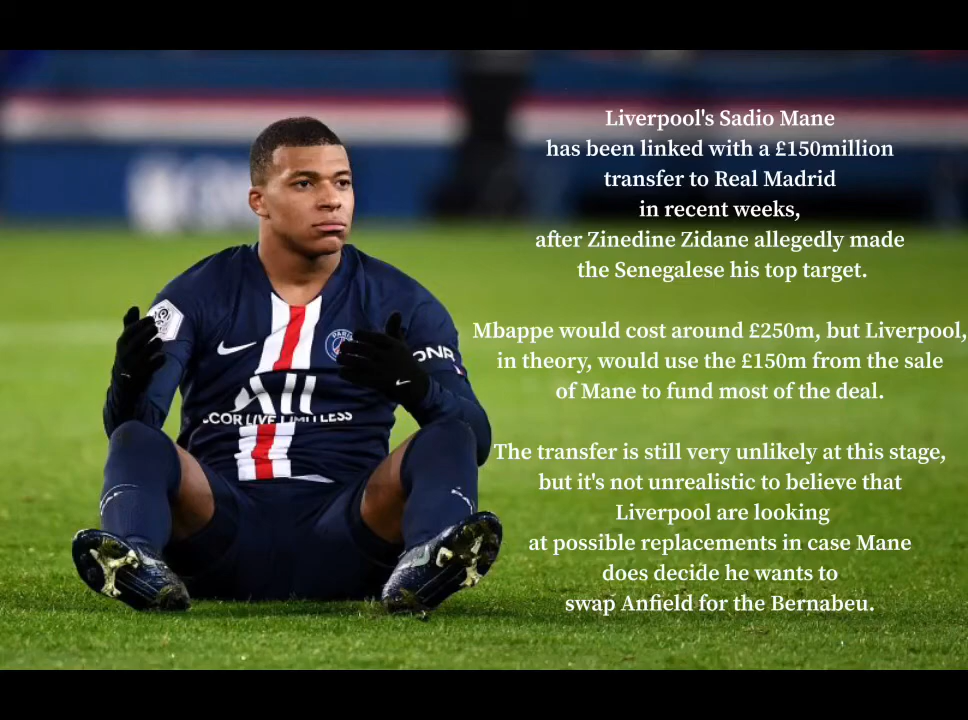 Liverpool's Sadio Mane
has been linked with a £150million
transfer to Real Madrid
in recent weeks,
after Zinedine Zidane allegedly made
the Senegalese his top target.
Mbappe would cost around £250m, but Liverpool,
in theory, would use the £150m from the sale
of Mane to fund most of the deal.
The transfer is still very unlikely at this stage,
but it's not unrealistic to believe that
Liverpool are looking
at possible replacements in case Mane
does decide he wants to
swap Anfield for the Bernabeu.
PARIS
ALL
LIVE LIMITLESS